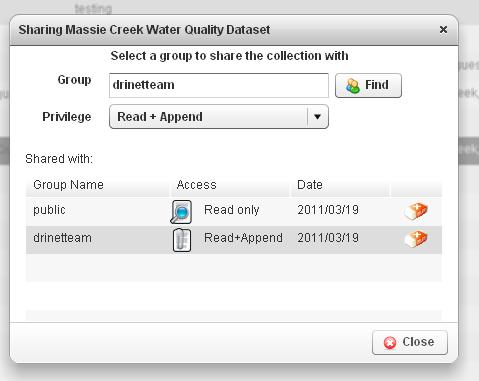 testing
Sharing Massie Creek Water Quality Dataset
Select a group to share the collection with
Group drinetteam Find
Privilege Read + Append
Shared with:
Group Name Access Date
public Read only 2011/03/19
drinetteam Read+Append 2011/03/19
Close